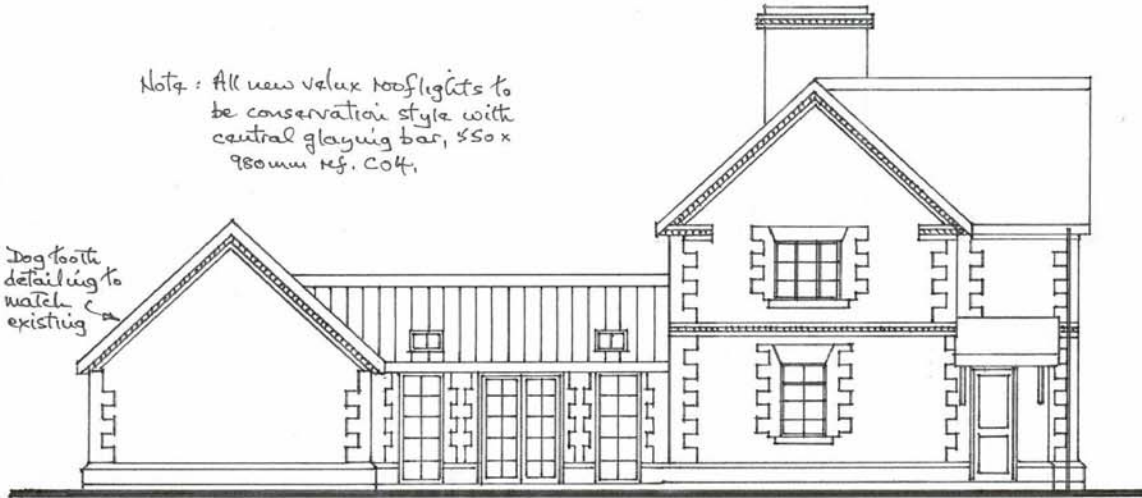 Note: All new velux rooflights to
be conservation style with
central glazing bar, 550 x
980mm ref. C04.
Dog tooth
detailing to
match
existing